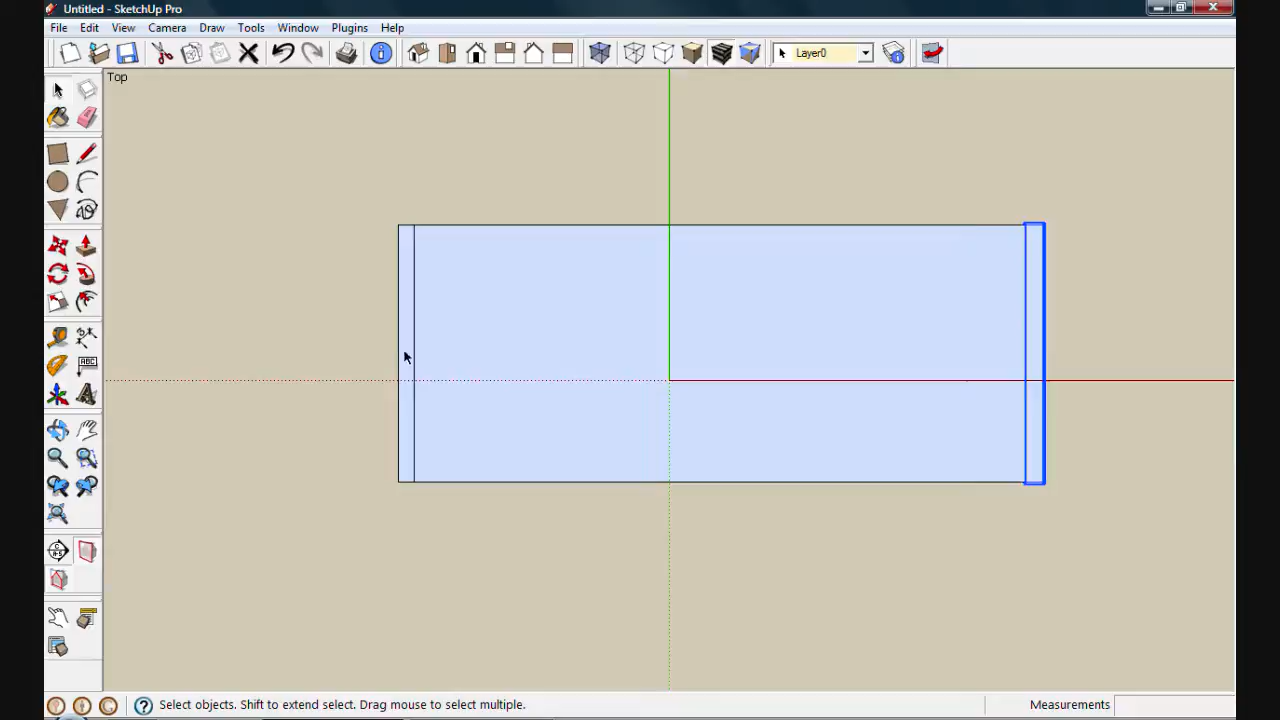 Untitled - SketchUp Pro
File Edit View Camera Draw Tools Window Plugins Help
Layer0
Top
ABC
Select objects. Shift to extend select. Drag mouse to select multiple.
Measurements